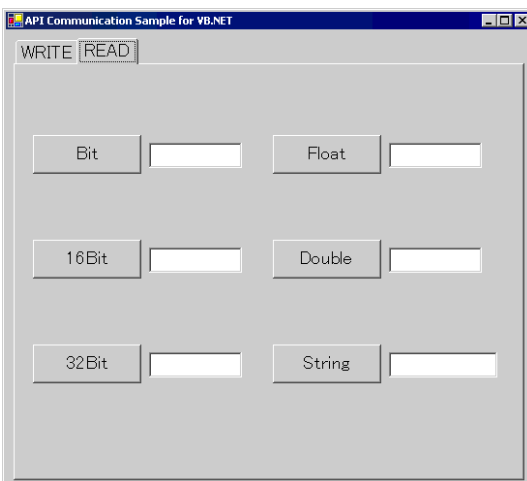 API Communication Sample for VB.NET
WRITE READ
Bit Float
16Bit Double
32Bit String